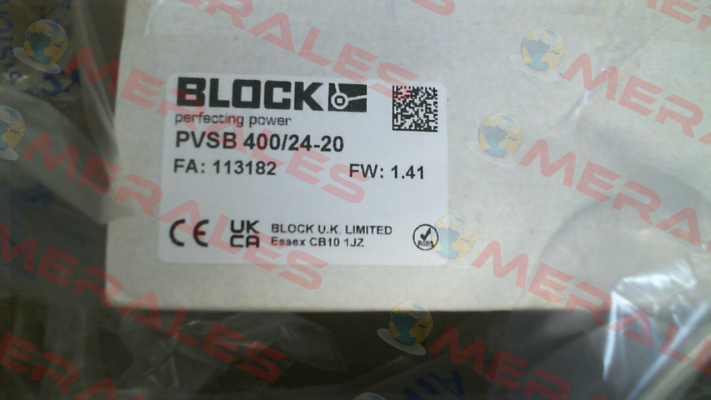 BLOCK
perfecting power
PVSB 400/24-20
FA: 113182 FW: 1.41
CE UK CA
BLOCK U.K. LIMITED
Essex CB10 1JZ
MERALES
MERALES
MERALES
MERALES
MERALES